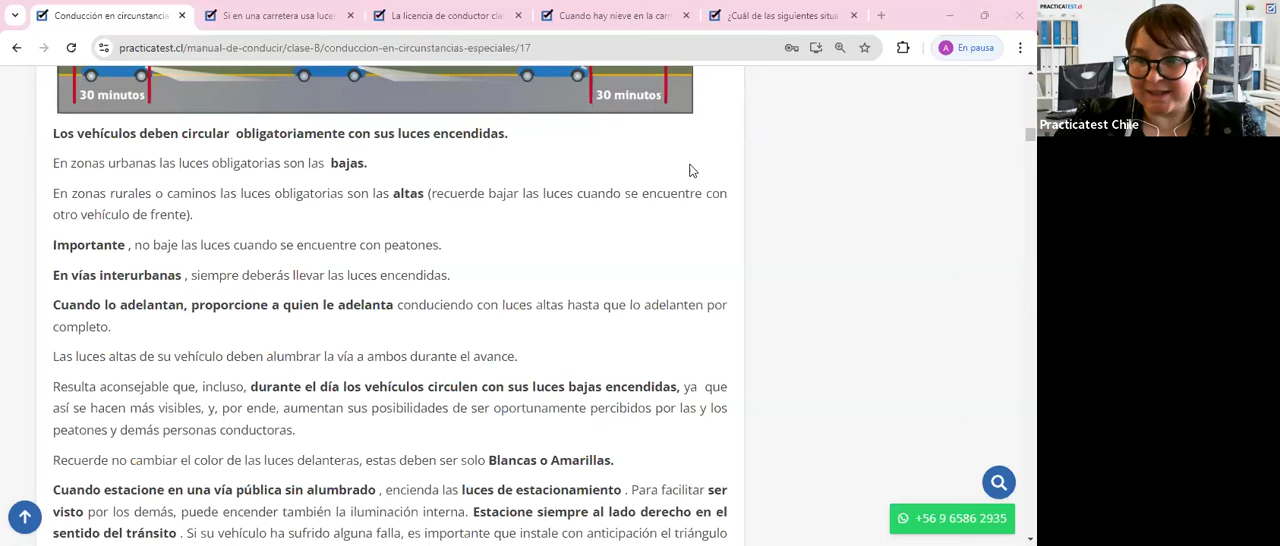 Conducción en circunstancia
Si en una carretera usa luces
La licencia de conductor clas
Cuando hay nieve en la carr
¿Cuál de las siguientes situa
practicatest.cl/manual-de-conducir/clase-B/conduccion-en-circunstancias-especiales/17
A En pausa
PRACTICATEST.cl
Practicatest Chile
30 minutos
30 minutos
Los vehículos deben circular obligatoriamente con sus luces encendidas.
En zonas urbanas las luces obligatorias son las bajas.
En zonas rurales o caminos las luces obligatorias son las altas (recuerde bajar las luces cuando se encuentre con
otro vehículo de frente).
Importante , no baje las luces cuando se encuentre con peatones.
En vías interurbanas , siempre deberás llevar las luces encendidas.
Cuando lo adelantan, proporcione a quien le adelanta conduciendo con luces altas hasta que lo adelanten por
completo.
Las luces altas de su vehículo deben alumbrar la vía a ambos durante el avance.
Resulta aconsejable que, incluso, durante el día los vehículos circulen con sus luces bajas encendidas, ya que
así se hacen más visibles, y, por ende, aumentan sus posibilidades de ser oportunamente percibidos por las y los
peatones y demás personas conductoras.
Recuerde no cambiar el color de las luces delanteras, estas deben ser solo Blancas o Amarillas.
Cuando estacione en una vía pública sin alumbrado , encienda las luces de estacionamiento . Para facilitar ser
visto por los demás, puede encender también la iluminación interna. Estacione siempre al lado derecho en el
sentido del tránsito . Si su vehículo ha sufrido alguna falla, es importante que instale con anticipación el triángulo
+56 9 6586 2935